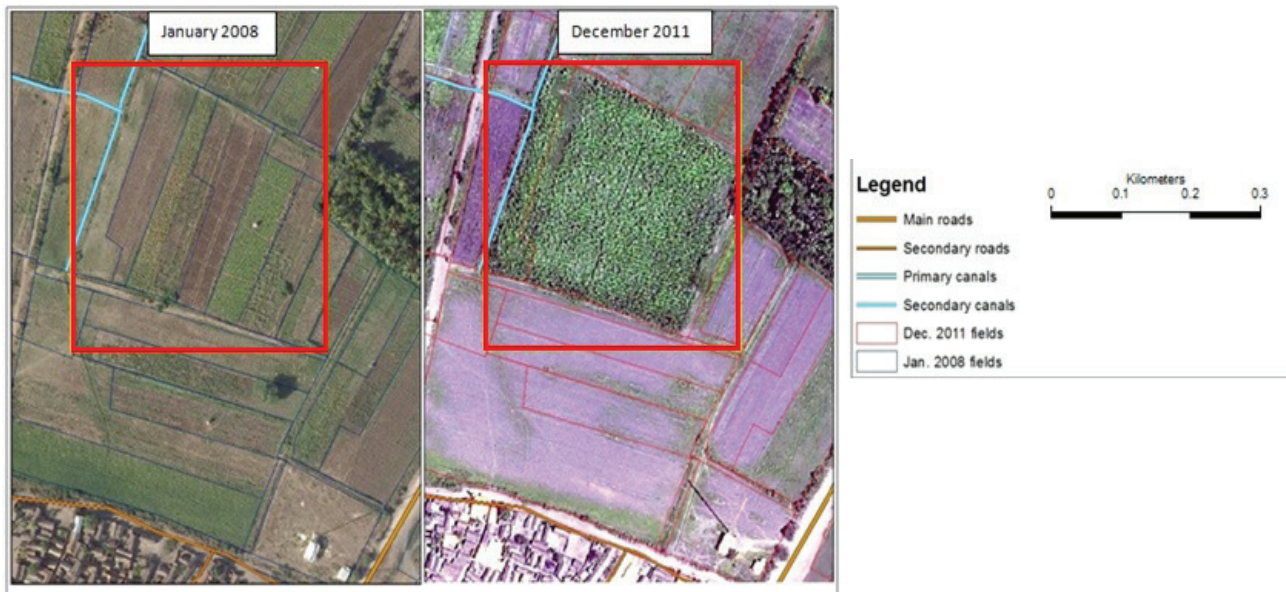 January 2008
December 2011
Legend
Main roads
Secondary roads
Primary canals
Secondary canals
Dec. 2011 fields
Jan. 2008 fields
Kilometers
0 0.1 0.2 0.3